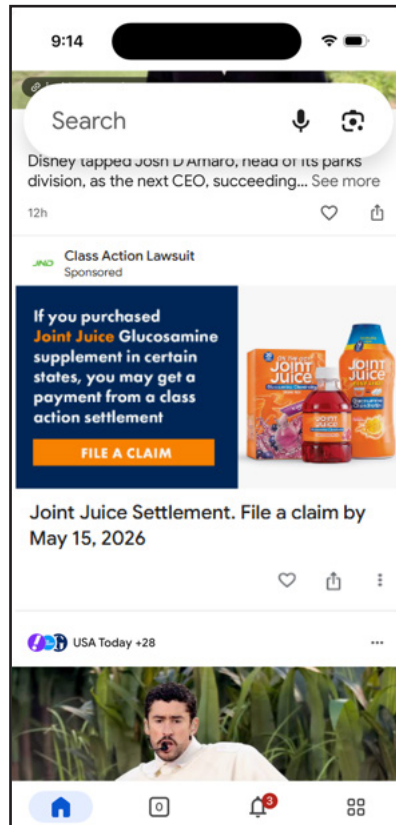 9:14
Search
Disney tapped Josh D'Amaro, head of its parks
division, as the next CEO, succeeding... See more
12h
JND
Class Action Lawsuit
Sponsored
If you purchased
Joint Juice Glucosamine
supplement in certain
states, you may get a
payment from a class
action settlement
FILE A CLAIM
JOINT
JUICE
JOINT
JUICE
JOINT
JUICE
Joint Juice Settlement. File a claim by
May 15, 2026
USA Today +28
0
3